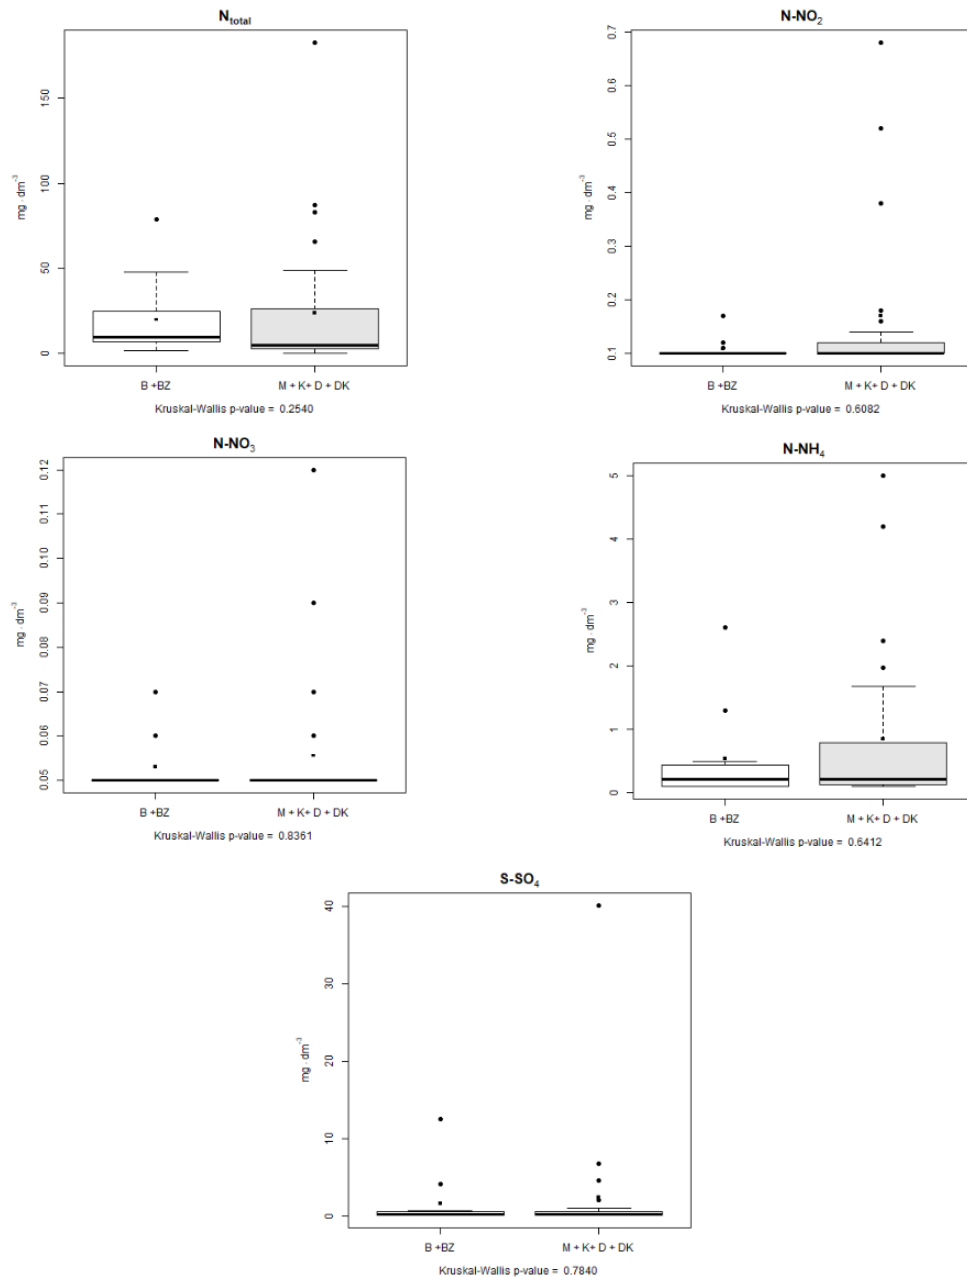 N_total
N-NO₂
mg · dm⁻³
0
50
100
150
B +BZ
M + K+ D + DK
Kruskal-Wallis p-value = 0.2540
mg · dm⁻³
0.1
0.2
0.3
0.4
0.5
0.6
0.7
B +BZ
M + K+ D + DK
Kruskal-Wallis p-value = 0.6082
N-NO₃
mg · dm⁻³
0.05
0.06
0.07
0.08
0.09
0.10
0.11
0.12
B +BZ
M + K+ D + DK
Kruskal-Wallis p-value = 0.8361
N-NH₄
mg · dm⁻³
0
1
2
3
4
5
B +BZ
M + K+ D + DK
Kruskal-Wallis p-value = 0.6412
S-SO₄
mg · dm⁻³
0
10
20
30
40
B +BZ
M + K+ D + DK
Kruskal-Wallis p-value = 0.7840